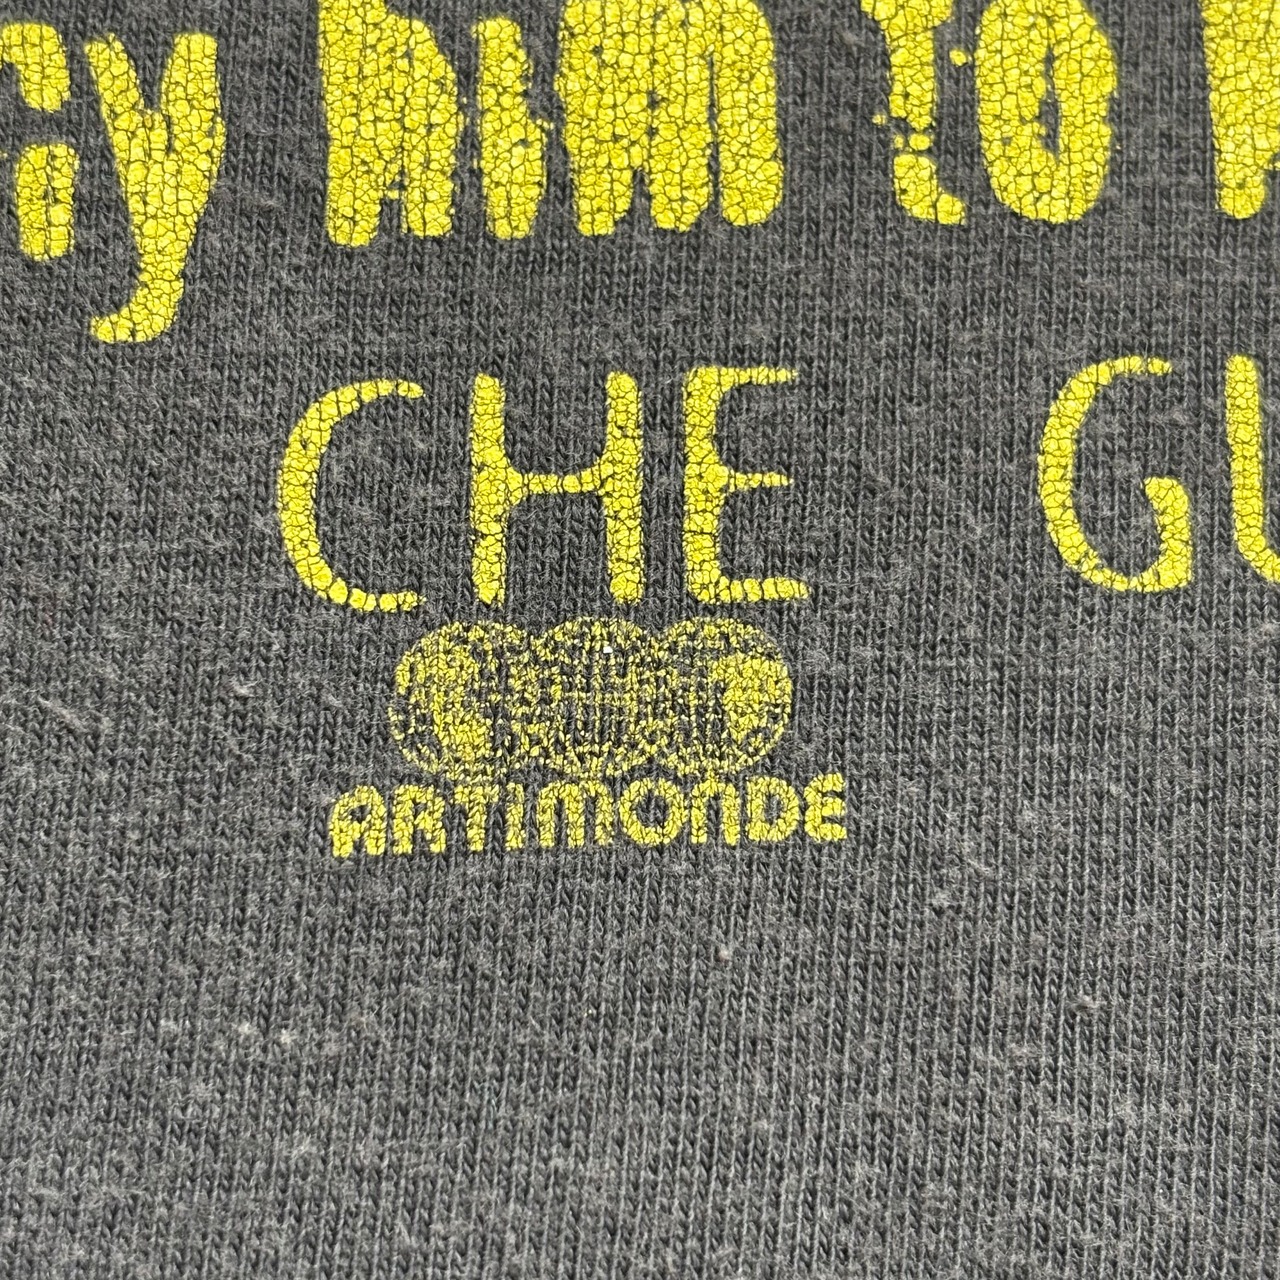 him to
CHE GU
ARTIMONDE